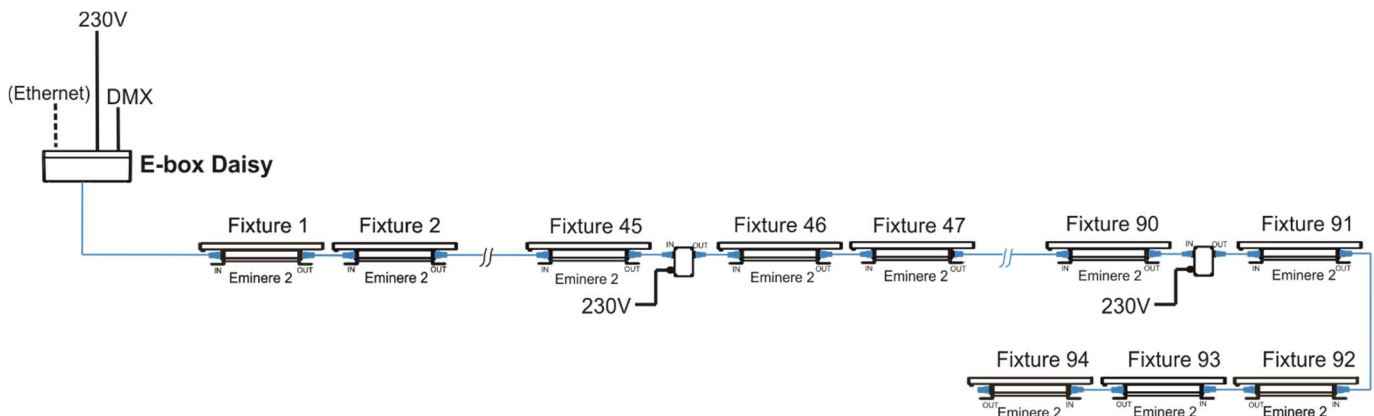 230V
(Ethernet)
DMX
E-box Daisy
Fixture 1
Fixture 2
Fixture 45
Fixture 46
Fixture 47
Fixture 90
Fixture 91
IN
OUT
IN
OUT
IN
OUT
IN
OUT
IN
OUT
IN
OUT
IN
OUT
IN
OUT
IN
OUT
Eminere 2
Eminere 2
Eminere 2
Eminere 2
Eminere 2
Eminere 2
Eminere 2
230V
230V
Fixture 94
Fixture 93
Fixture 92
OUT
IN
OUT
IN
OUT
IN
Eminere 2
Eminere 2
Eminere 2